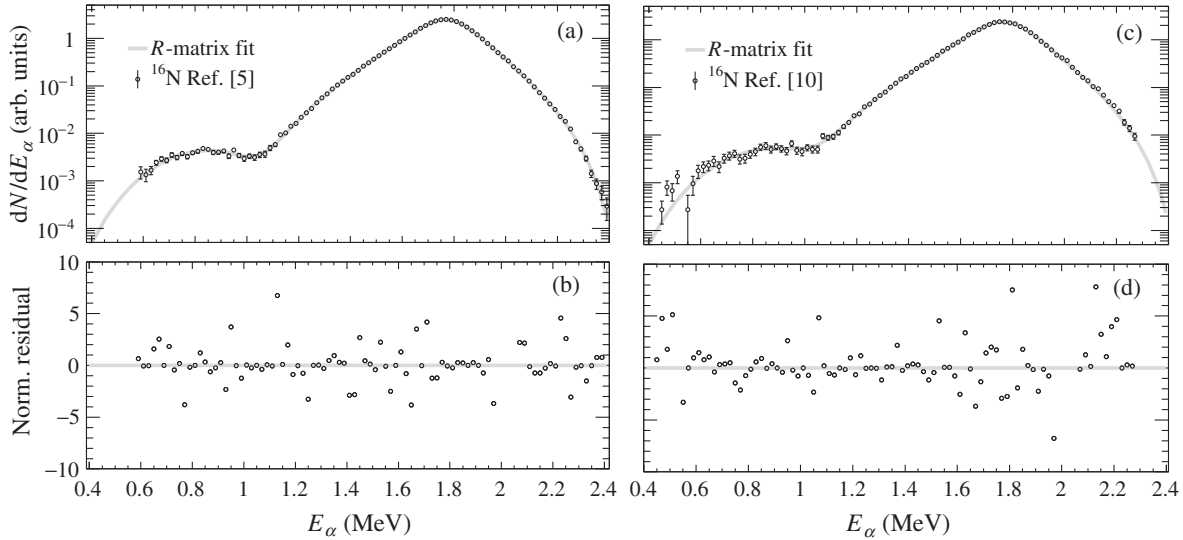 dN/dEα (arb. units)
1
10⁻¹
10⁻²
10⁻³
10⁻⁴
R-matrix fit
¹⁶N Ref. [5]
(a)
R-matrix fit
¹⁶N Ref. [10]
(c)
Norm. residual
10
5
0
−5
−10
(b)
(d)
0.4 0.6 0.8 1 1.2 1.4 1.6 1.8 2 2.2 2.4
Eα (MeV)
0.4 0.6 0.8 1 1.2 1.4 1.6 1.8 2 2.2 2.4
Eα (MeV)